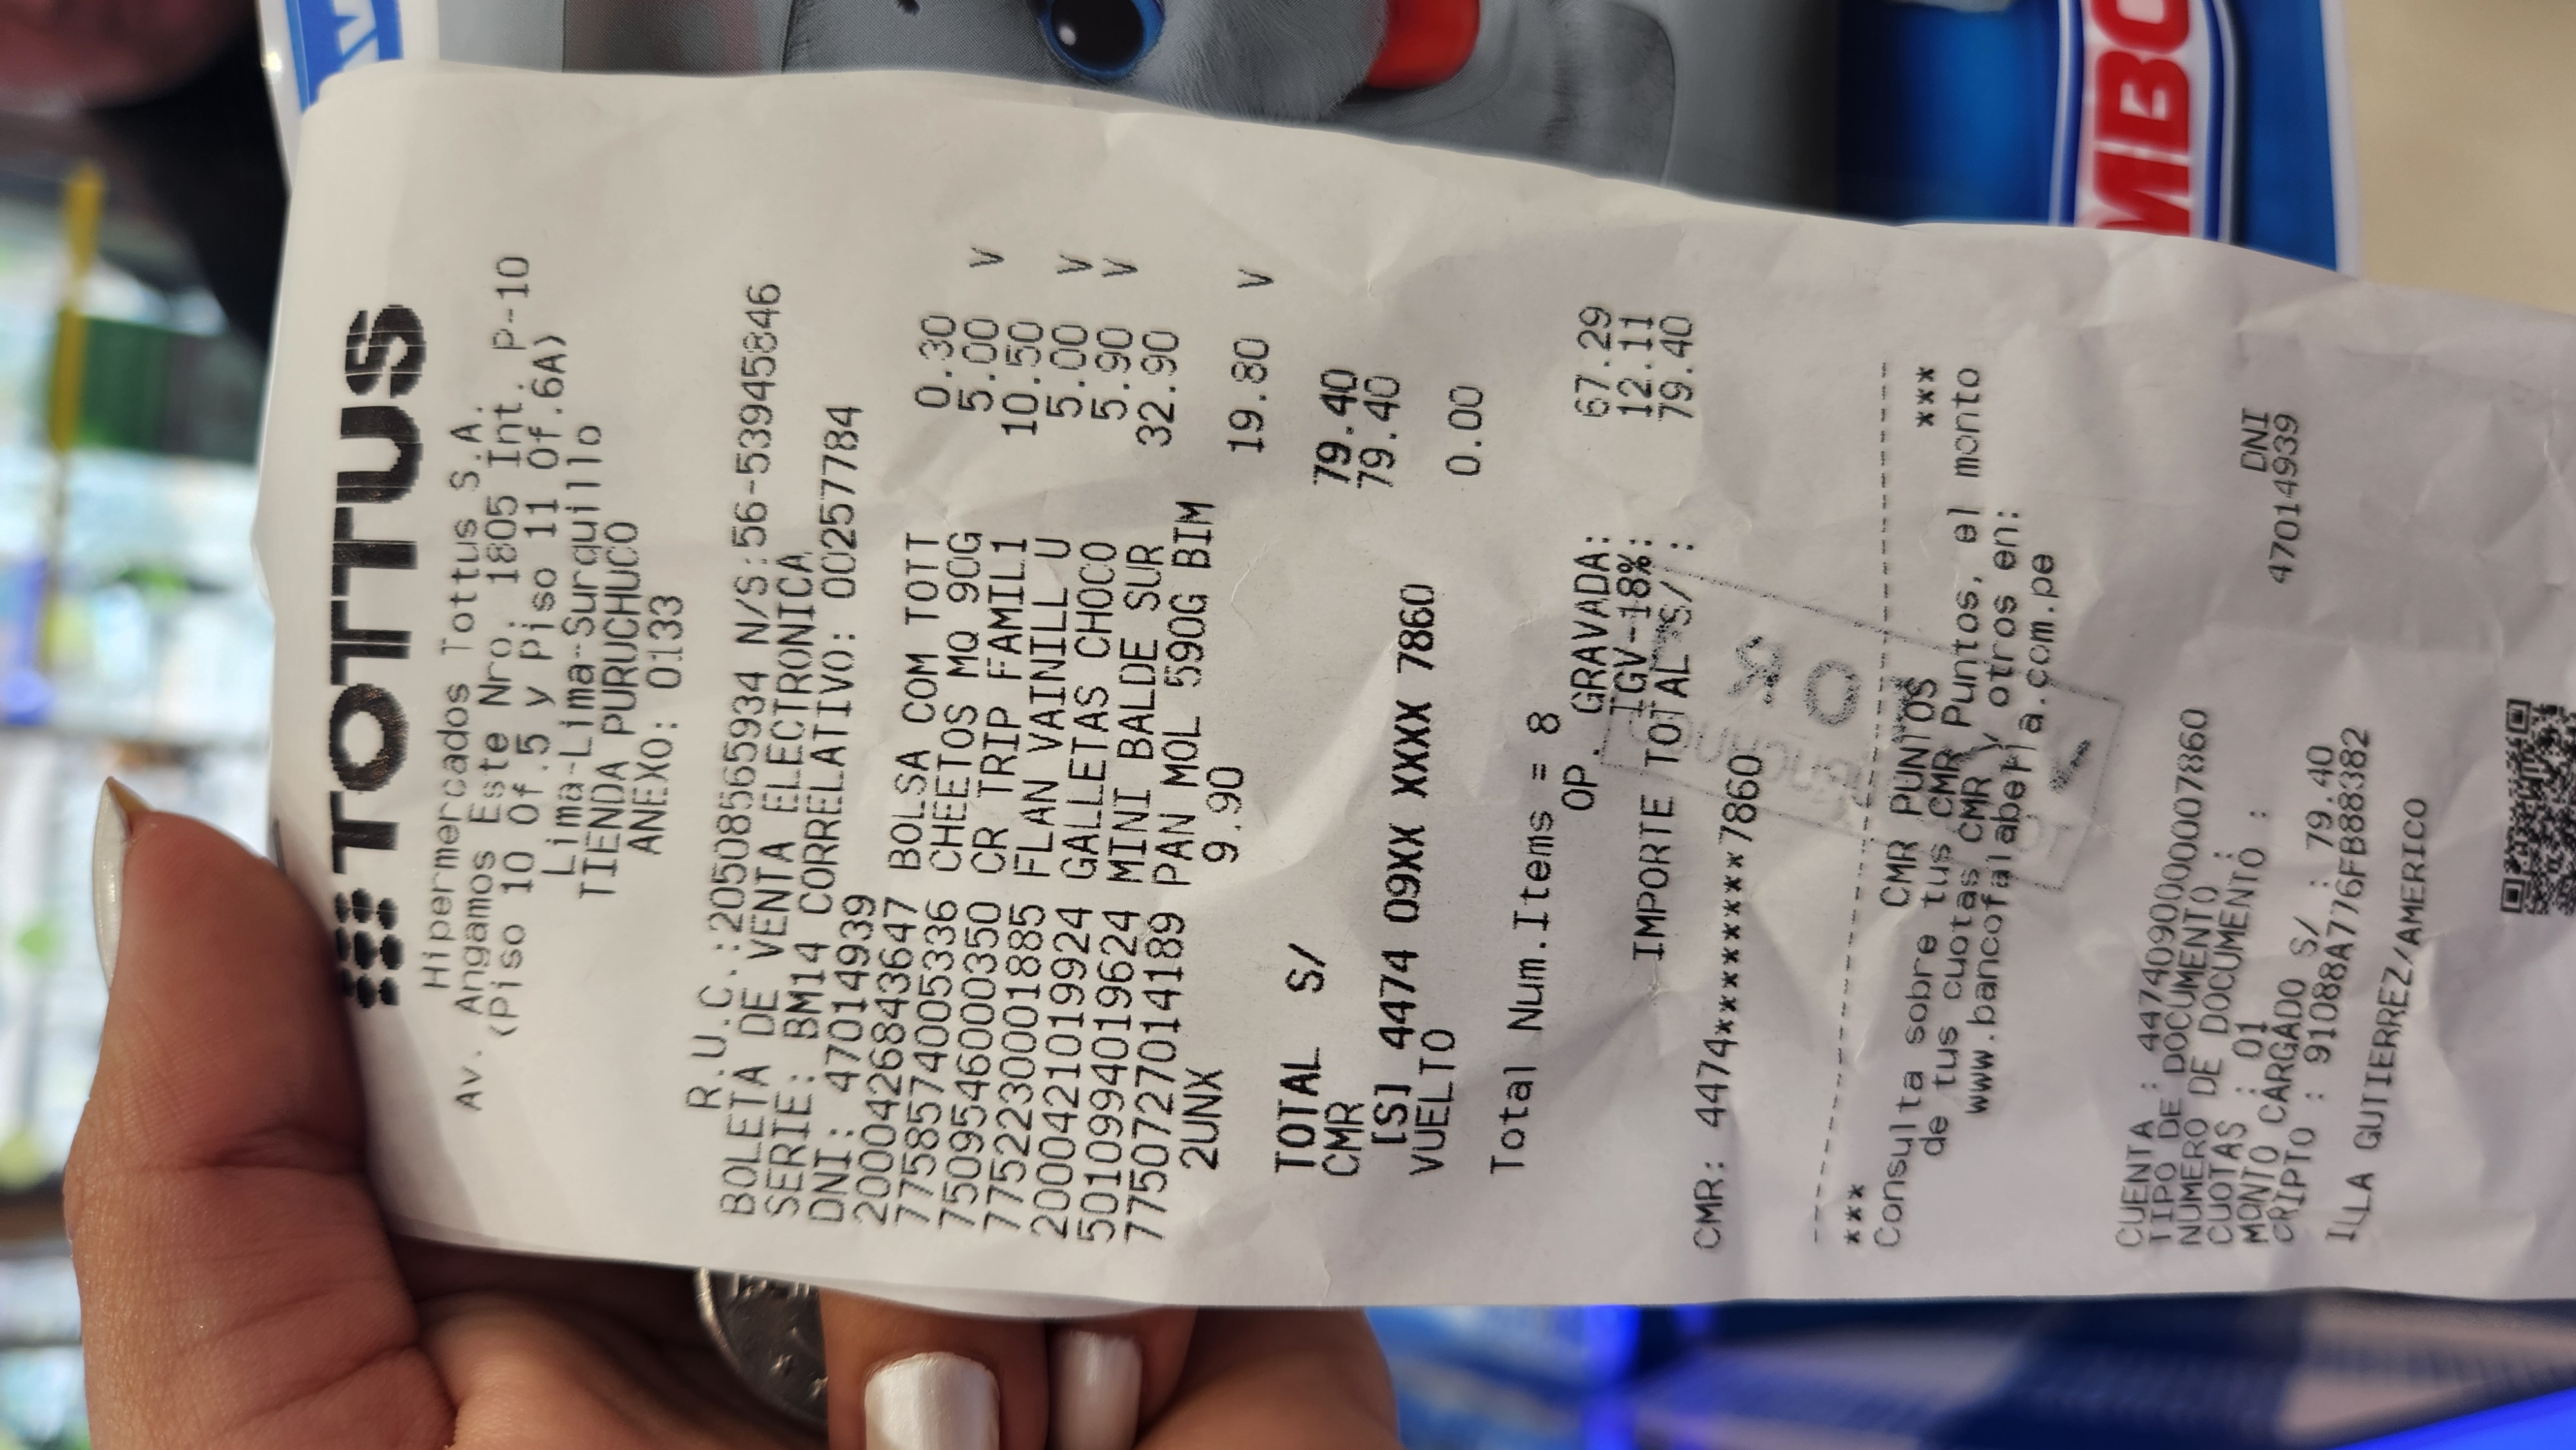 TOTTUS
Hipermercados Tottus S.A.
Av. Angamos Este Nro. 1805 Int. P-10
(Piso 10 Of.5 y Piso 11 Of.6A)
Lima-Lima-Surquillo
TIENDA PURUCHUCO
ANEXO: 0133
R.U.C.:20508565934 N/S:56-53945846
BOLETA DE VENTA ELECTRONICA
SERIE: BM14 CORRELATIVO: 00257784
DNI: 47014939
2000426843647 BOLSA COM TOTT 0.30
7758574005336 CHEETOS MQ 90G 5.00 V
7509546000350 CR TRIP FAMIL1 10.50
7752230001885 FLAN VAINILL U 5.00 V
2000421019924 GALLETAS CHOCO 5.90 V
5010994019624 MINI BALDE SUR 32.90
7750727014189 PAN MOL 590G BIM
2UNX 9.90 19.80 V
TOTAL S/ 79.40
CMR 79.40
[S] 4474 09XX XXXX 7860
VUELTO 0.00
Total Num.Items = 8
OP. GRAVADA: 67.29
IGV-18%: 12.11
IMPORTE TOTAL S/ : 79.40
CMR: 4474********7860
OK
*** CMR PUNTOS ***
Consulta sobre tus CMR Puntos, el monto
de tus cuotas CMR y otros en:
www.bancofalabella.com.pe
CUENTA : 4474090000007860
TIPO DE DOCUMENTO : DNI
NUMERO DE DOCUMENTO : 47014939
CUOTAS : 01
MONTO CARGADO S/ : 79.40
CRIPTO : 91088A776FB88382
ILLA GUTIERREZ/AMERICO